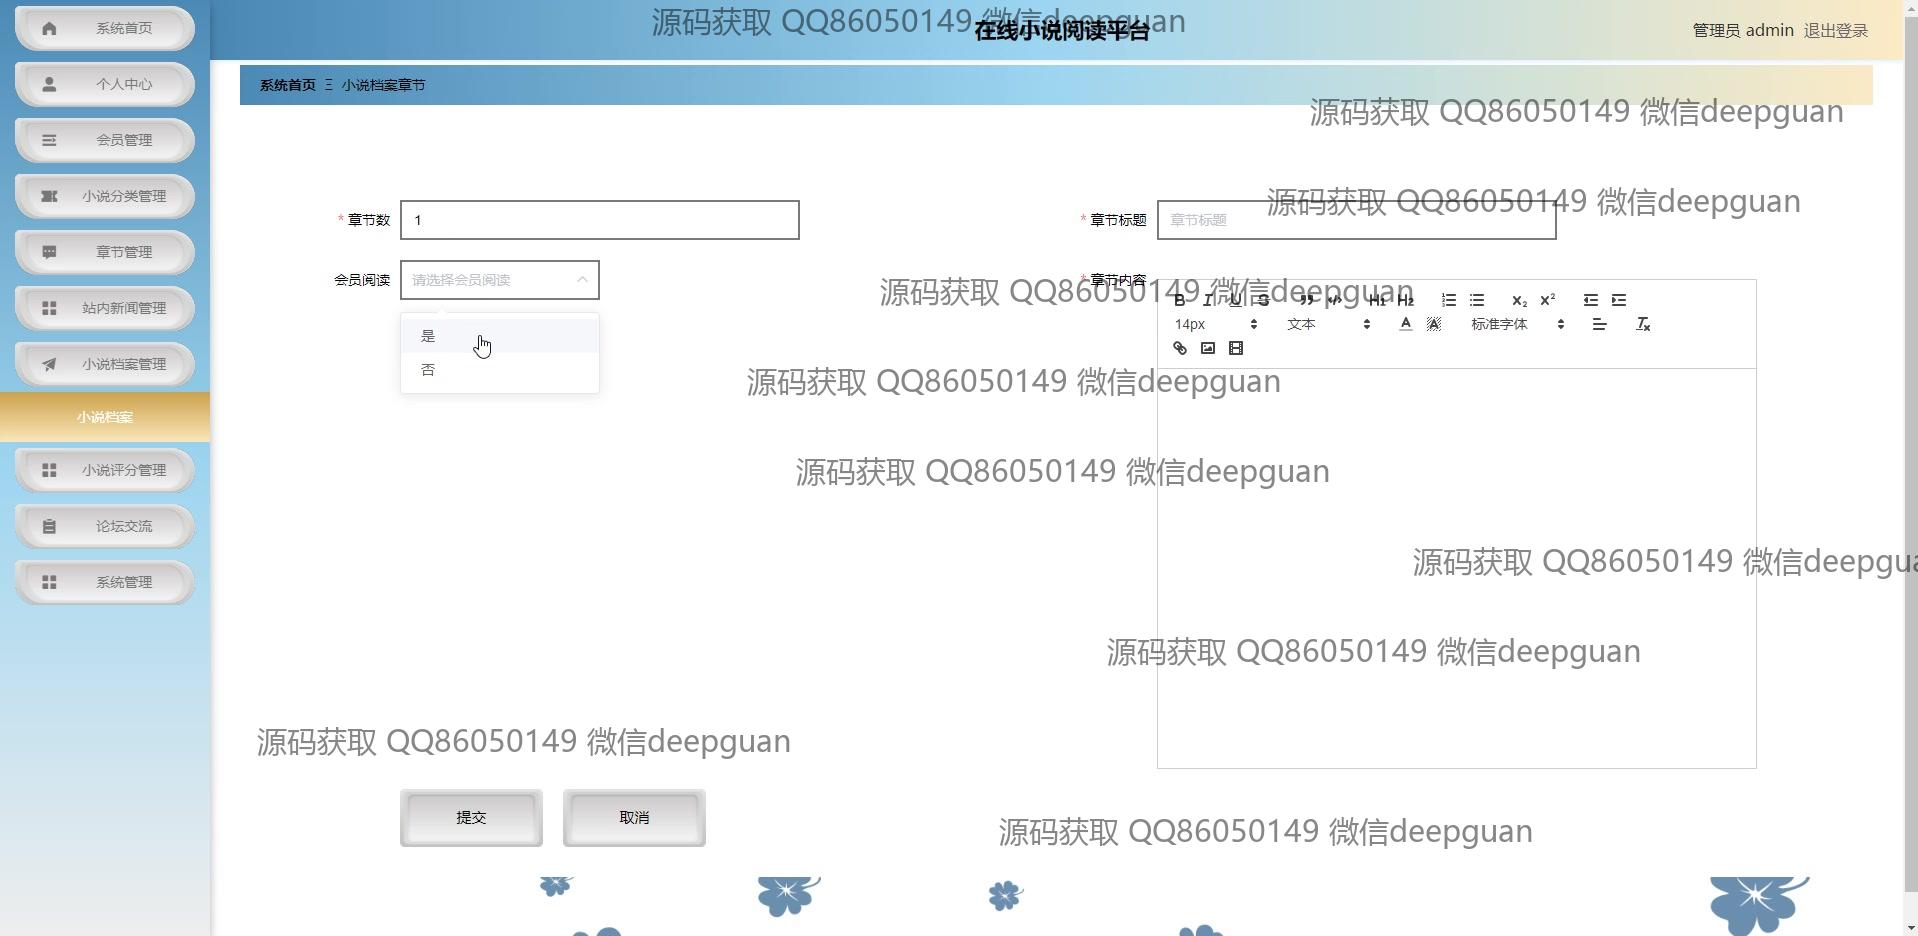 源码获取 QQ86050149 微信deepguan
在线小说阅读平台
管理员 admin 退出登录
系统首页
个人中心
会员管理
小说分类管理
章节管理
站内新闻管理
小说档案管理
小说档案
小说评分管理
论坛交流
系统管理
系统首页 Ξ 小说档案章节
源码获取 QQ86050149 微信deepguan
源码获取 QQ86050149 微信deepguan
* 章节数 1
* 章节标题 章节标题
会员阅读 请选择会员阅读
是
否
* 章节内容
源码获取 QQ86050149 微信deepguan
B I U S ” </> H1 H2 X₂ X²
14px 文本 A A 标准字体 Tx
源码获取 QQ86050149 微信deepguan
源码获取 QQ86050149 微信deepguan
源码获取 QQ86050149 微信deepgua
源码获取 QQ86050149 微信deepguan
源码获取 QQ86050149 微信deepguan
提交 取消
源码获取 QQ86050149 微信deepguan